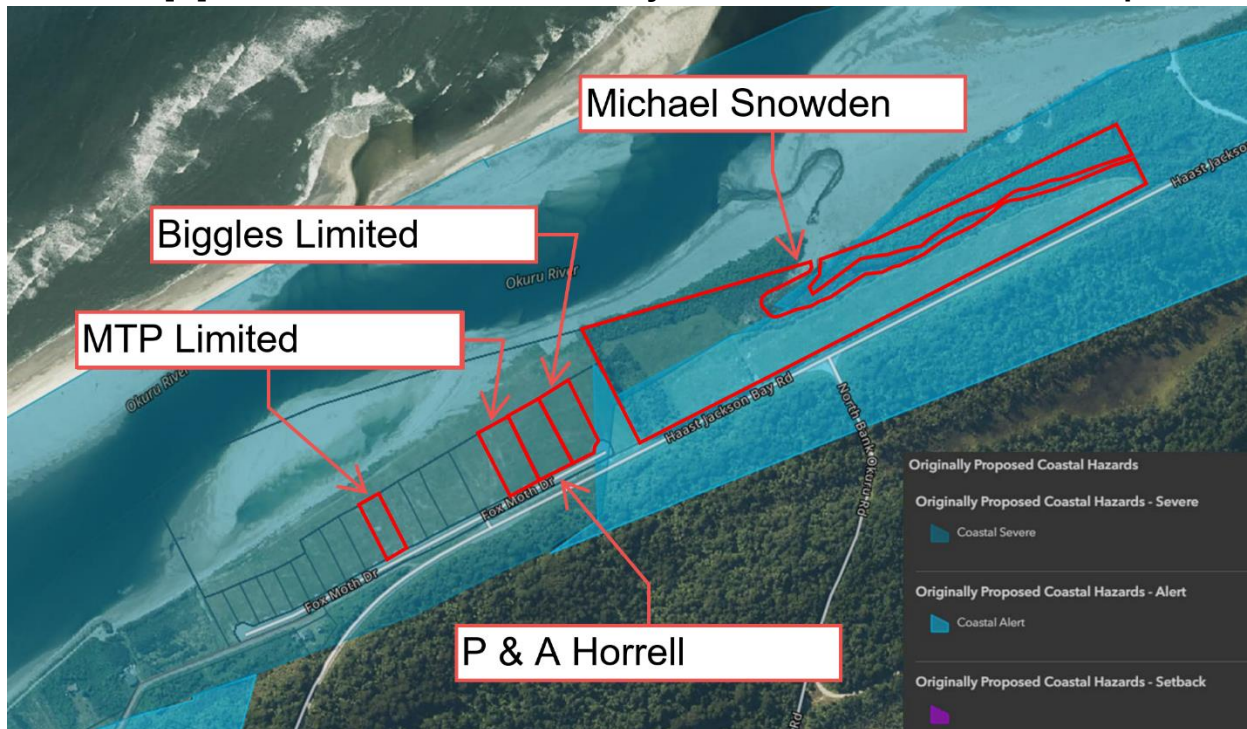 Michael Snowden
Biggles Limited
MTP Limited
P & A Horrell
Okuru River
Okuru River
Haast Jackson Bay Rd
Haast Jackso
North Bank Okuru Rd
Rd
Fox Moth Dr
Fox Moth Dr
Originally Proposed Coastal Hazards
Originally Proposed Coastal Hazards - Severe
Coastal Severe
Originally Proposed Coastal Hazards - Alert
Coastal Alert
Originally Proposed Coastal Hazards - Setback